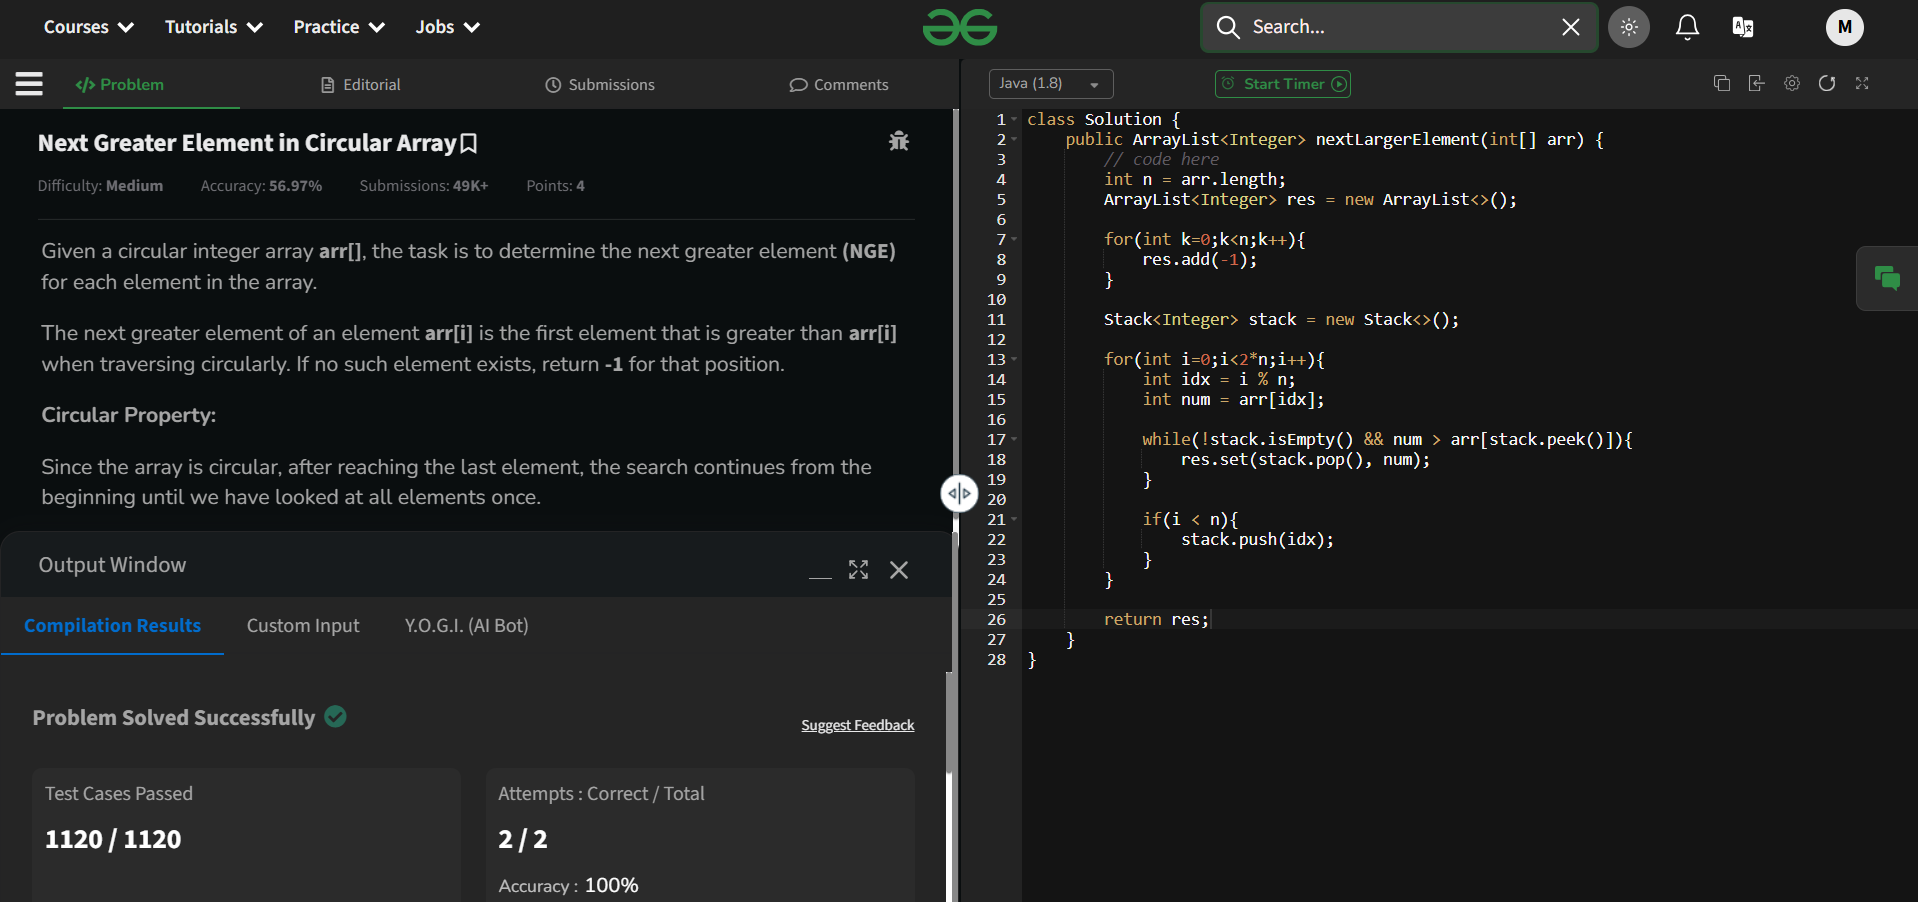 Courses
Tutorials
Practice
Jobs
Search...
M
Problem
Editorial
Submissions
Comments
Java (1.8)
Start Timer
Next Greater Element in Circular Array
Difficulty: Medium Accuracy: 56.97% Submissions: 49K+ Points: 4
Given a circular integer array arr[], the task is to determine the next greater element (NGE)
for each element in the array.
The next greater element of an element arr[i] is the first element that is greater than arr[i]
when traversing circularly. If no such element exists, return -1 for that position.
Circular Property:
Since the array is circular, after reaching the last element, the search continues from the
beginning until we have looked at all elements once.
Output Window
Compilation Results
Custom Input
Y.O.G.I. (AI Bot)
Problem Solved Successfully
Suggest Feedback
Test Cases Passed
1120 / 1120
Attempts : Correct / Total
2 / 2
Accuracy : 100%
1 class Solution {
2     public ArrayList<Integer> nextLargerElement(int[] arr) {
3         // code here
4         int n = arr.length;
5         ArrayList<Integer> res = new ArrayList<>();
6
7         for(int k=0;k<n;k++){
8             res.add(-1);
9         }
10
11         Stack<Integer> stack = new Stack<>();
12
13         for(int i=0;i<2*n;i++){
14             int idx = i % n;
15             int num = arr[idx];
16
17             while(!stack.isEmpty() && num > arr[stack.peek()]){
18                 res.set(stack.pop(), num);
19             }
20
21             if(i < n){
22                 stack.push(idx);
23             }
24         }
25
26         return res;
27     }
28 }